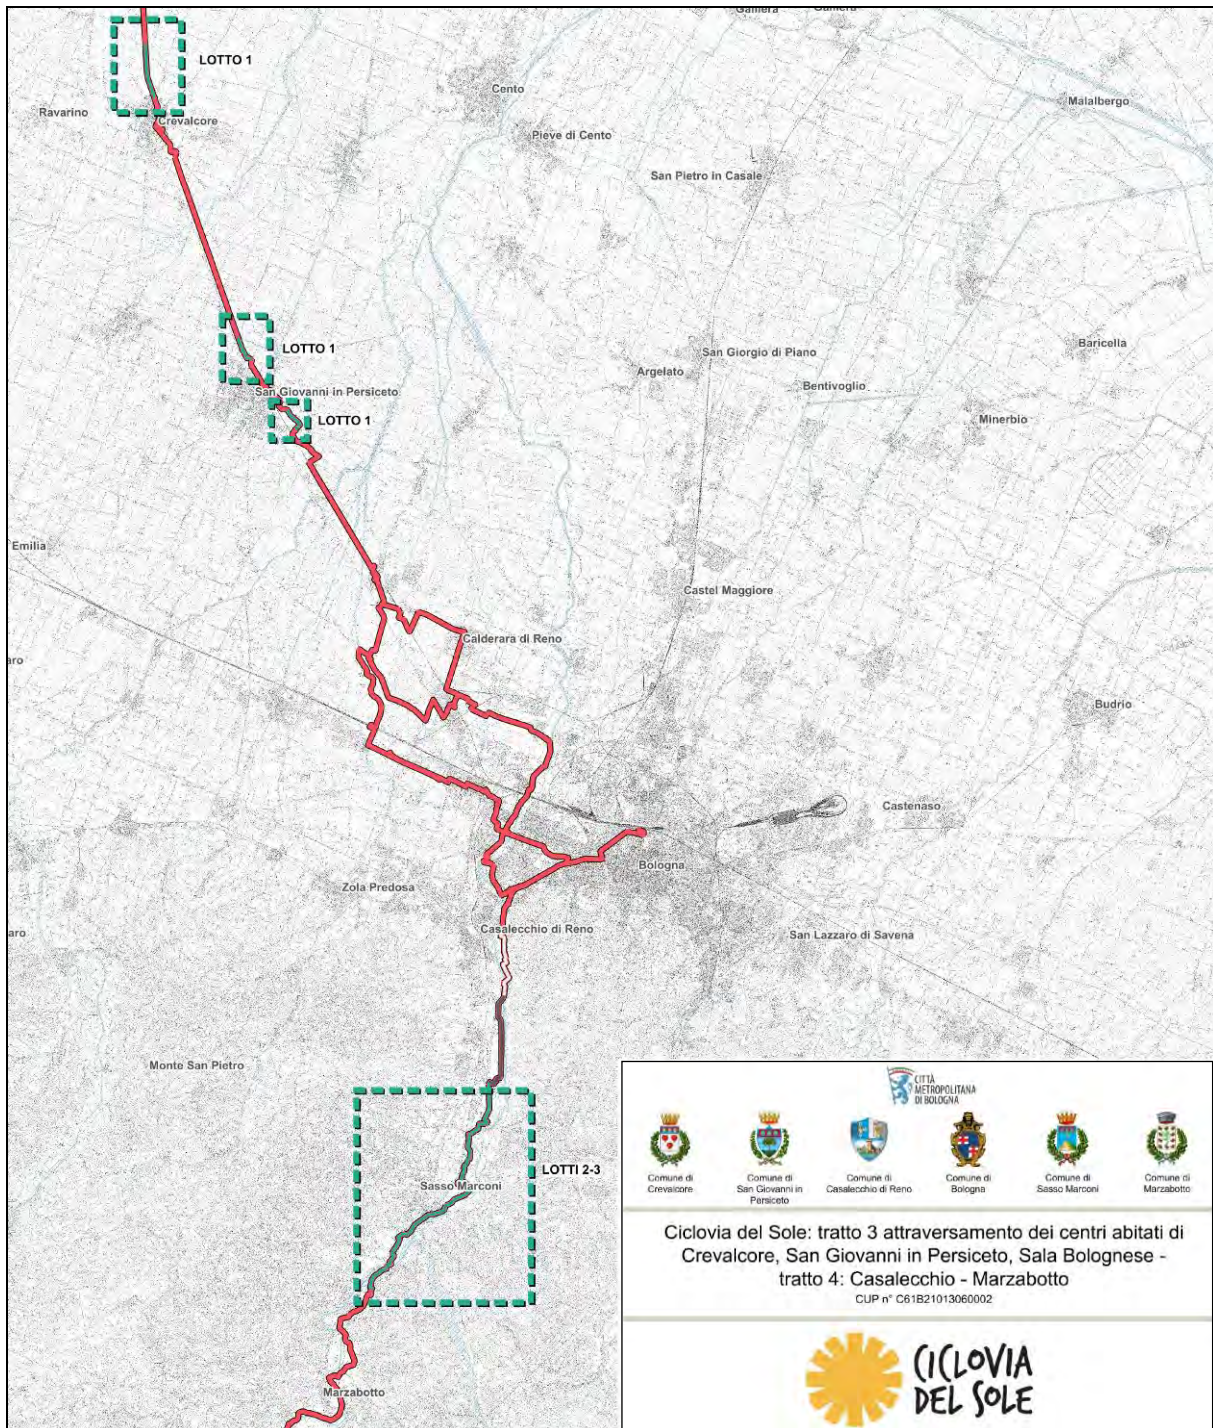 Galliera
Galliera
LOTTO 1
Cento
Malalbergo
Ravarino
Crevalcore
Pieve di Cento
San Pietro in Casale
LOTTO 1
San Giorgio di Piano
Baricella
Argelato
Bentivoglio
San Giovanni in Persiceto
LOTTO 1
Minerbio
Emilia
Castel Maggiore
Calderara di Reno
aro
Budrio
Castenaso
Bologna
Zola Predosa
Casalecchio di Reno
aro
San Lazzaro di Savena
Monte San Pietro
LOTTI 2-3
Sasso Marconi
Marzabotto
CITTÀ
METROPOLITANA
DI BOLOGNA
Comune di
Crevalcore
Comune di
San Giovanni in
Persiceto
Comune di
Casalecchio di Reno
Comune di
Bologna
Comune di
Sasso Marconi
Comune di
Marzabotto
Ciclovia del Sole: tratto 3 attraversamento dei centri abitati di
Crevalcore, San Giovanni in Persiceto, Sala Bolognese -
tratto 4: Casalecchio - Marzabotto
CUP n° C61B21013060002
CICLOVIA
DEL SOLE